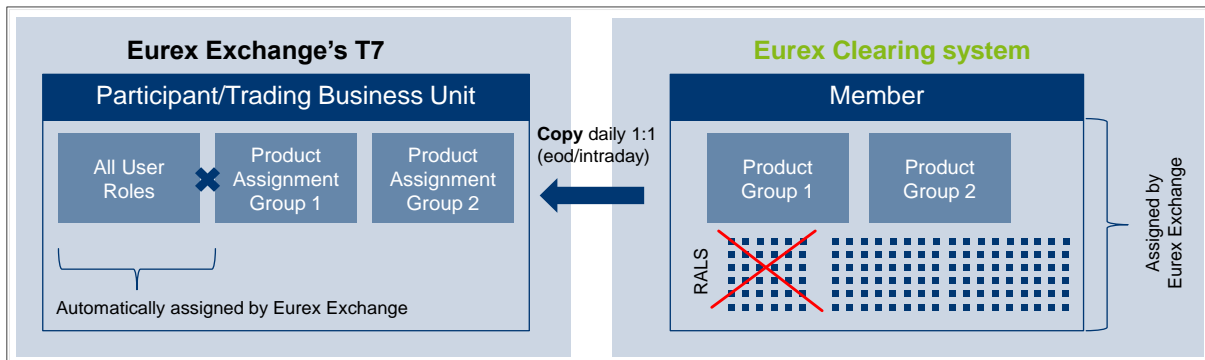 Eurex Exchange's T7
Participant/Trading Business Unit
All User
Roles
Product
Assignment
Group 1
Product
Assignment
Group 2
Automatically assigned by Eurex Exchange
Copy daily 1:1
(eod/intraday)
Eurex Clearing system
Member
Product
Group 1
Product
Group 2
RALS
Assigned by
Eurex Exchange